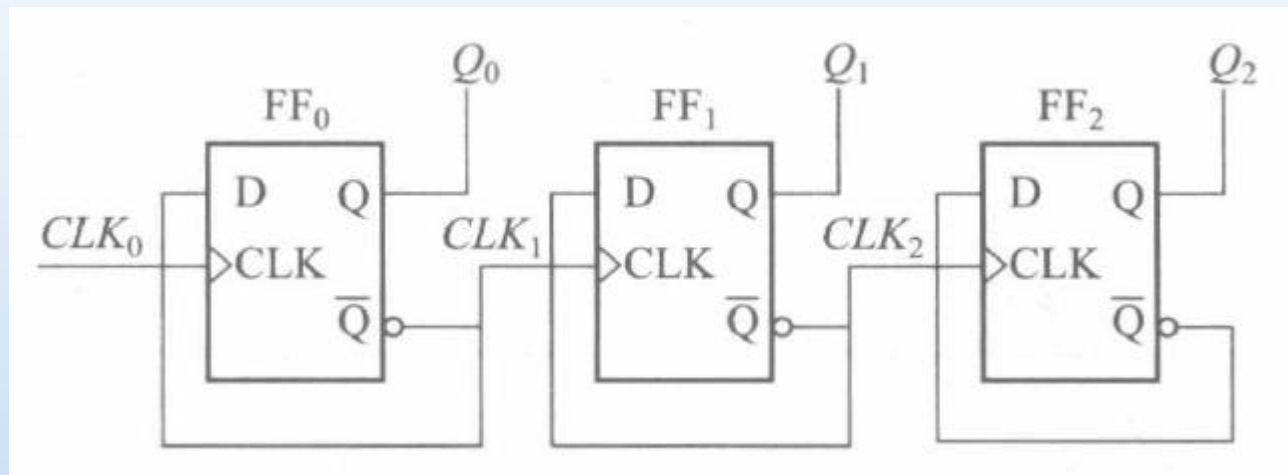 Q₀ Q₁ Q₂
FF₀ FF₁ FF₂
D Q D Q D Q
CLK₀ CLK CLK₁ CLK CLK₂ CLK
Q̅ Q̅ Q̅